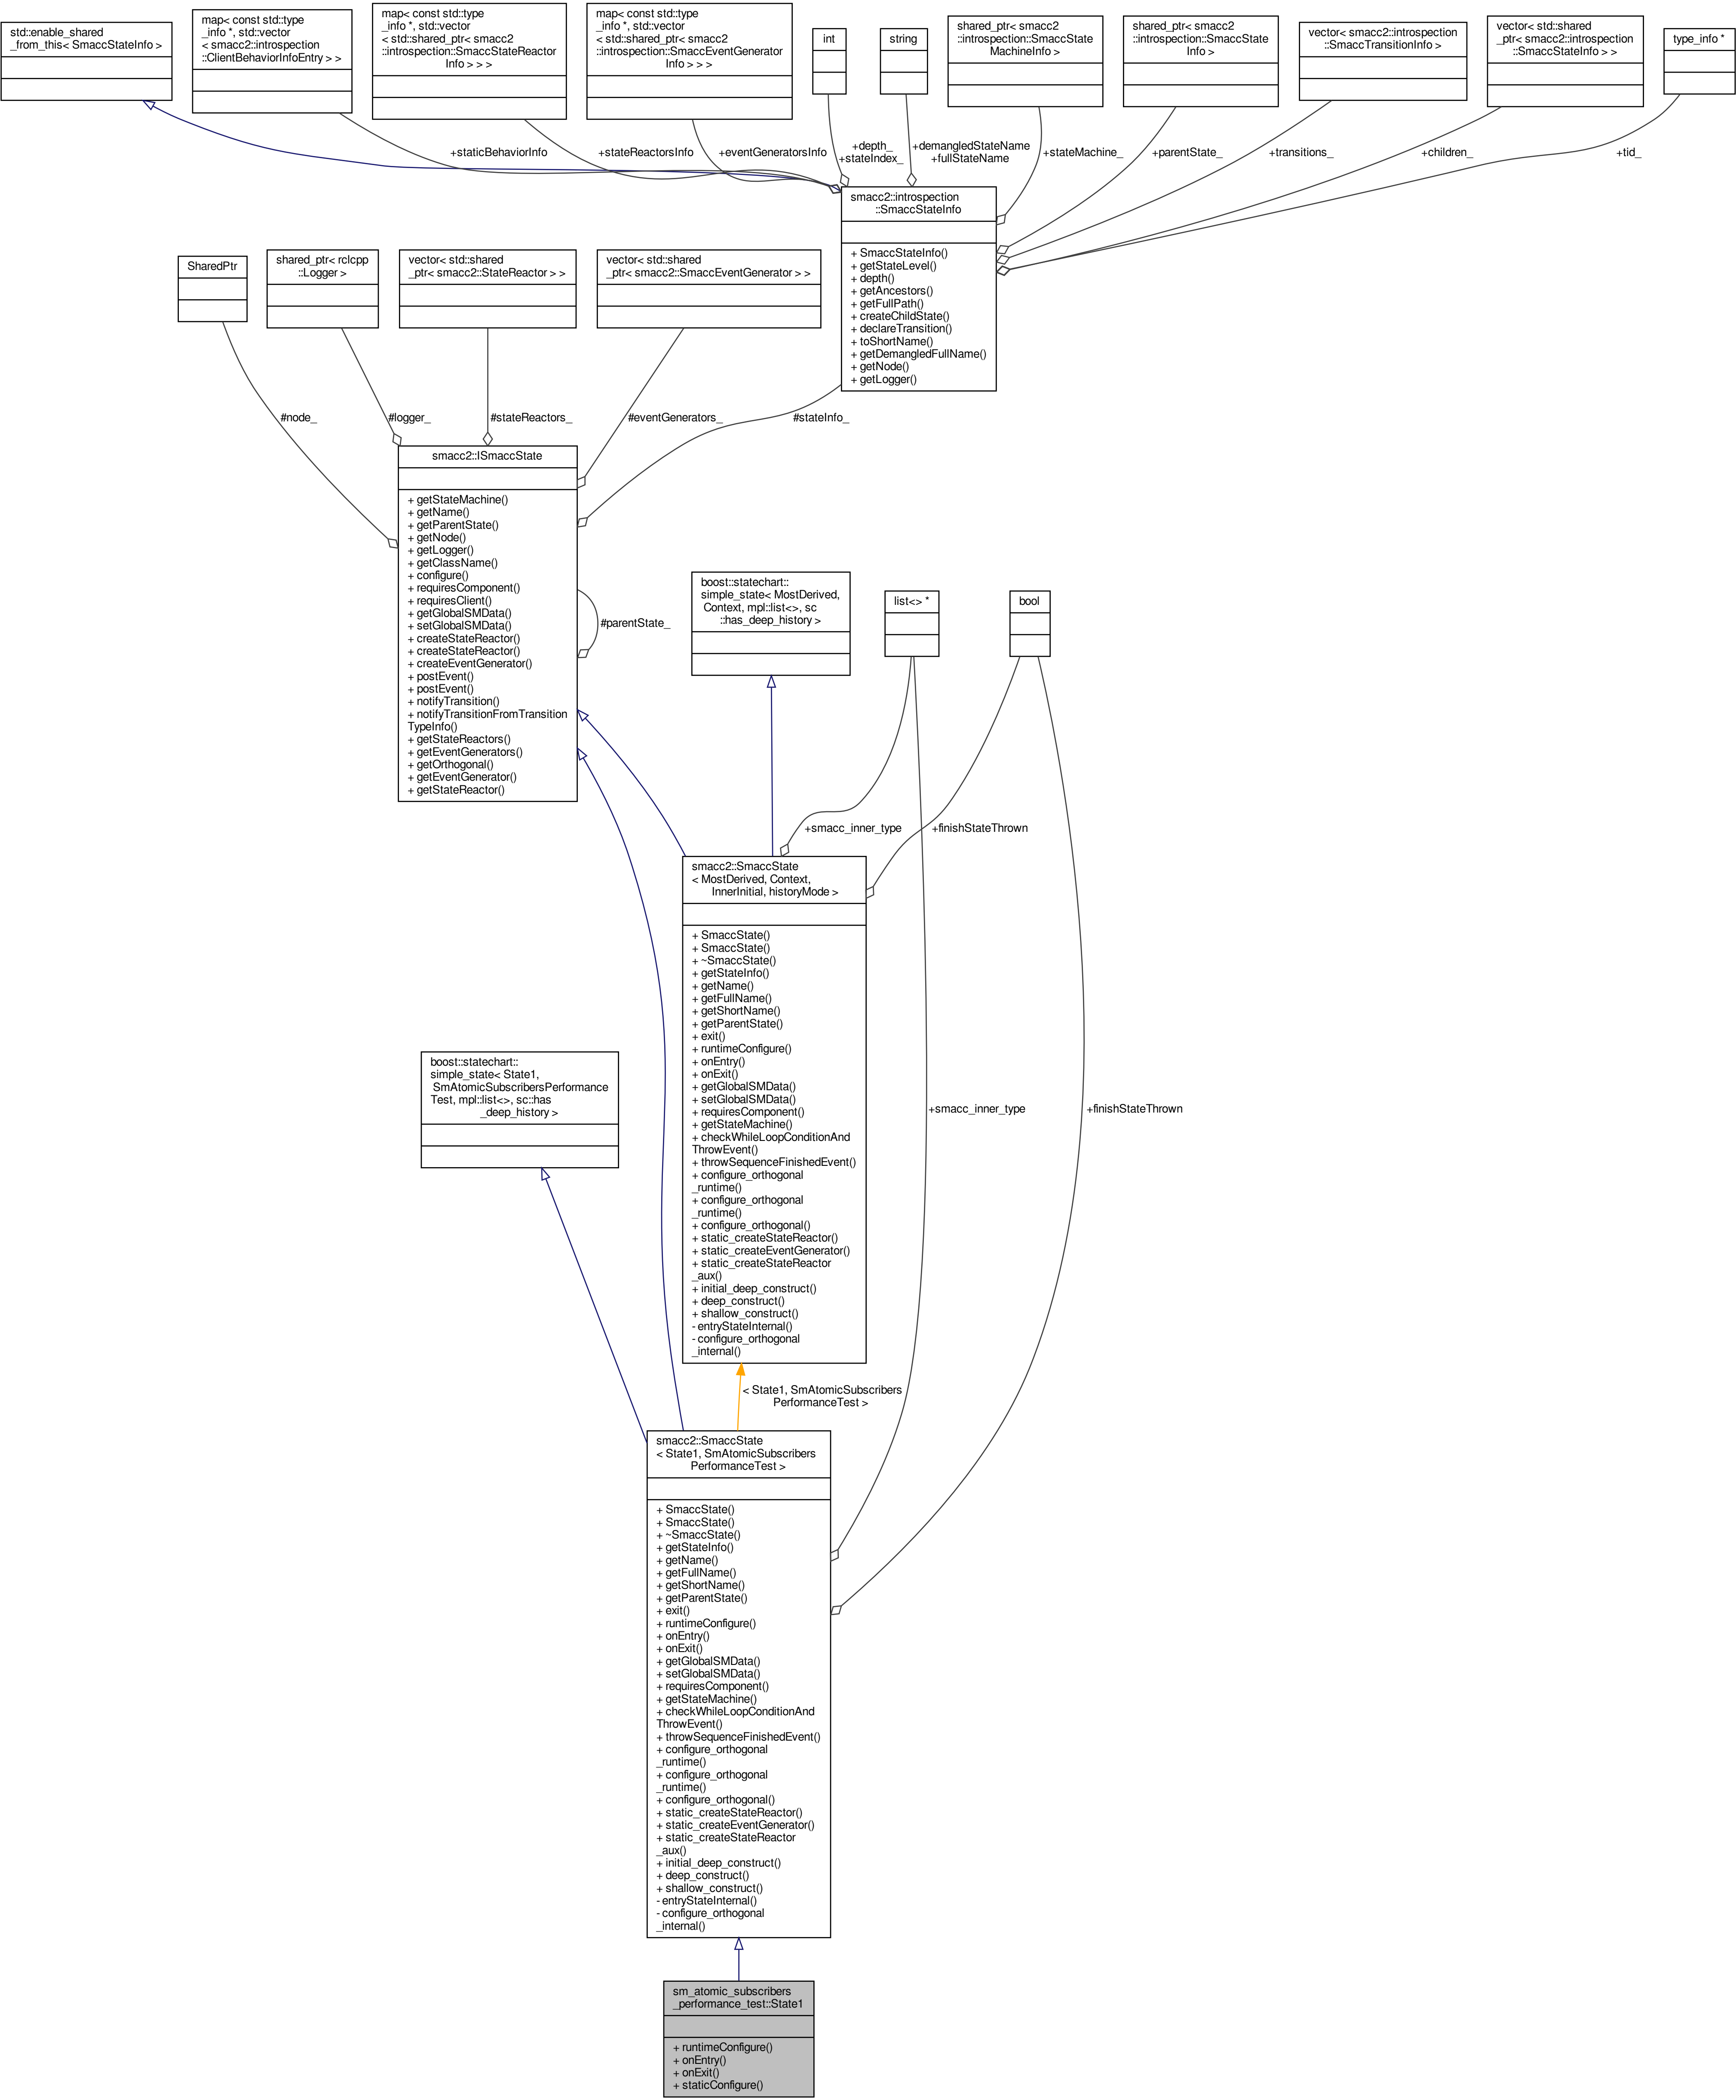 std::enable_shared
_from_this< SmaccStateInfo >
map< const std::type
_info *, std::vector
< smacc2::introspection
::ClientBehaviorInfoEntry > >
map< const std::type
_info *, std::vector
< std::shared_ptr< smacc2
::introspection::SmaccStateReactor
Info > > >
map< const std::type
_info *, std::vector
< std::shared_ptr< smacc2
::introspection::SmaccEventGenerator
Info > > >
int
string
shared_ptr< smacc2
::introspection::SmaccState
MachineInfo >
shared_ptr< smacc2
::introspection::SmaccState
Info >
vector< smacc2::introspection
::SmaccTransitionInfo >
vector< std::shared
_ptr< smacc2::introspection
::SmaccStateInfo > >
type_info *
+staticBehaviorInfo
+stateReactorsInfo
+eventGeneratorsInfo
+depth_
+stateIndex_
+demangledStateName
+fullStateName
+stateMachine_
+parentState_
+transitions_
+children_
+tid_
smacc2::introspection
::SmaccStateInfo
+ SmaccStateInfo()
+ getStateLevel()
+ depth()
+ getAncestors()
+ getFullPath()
+ createChildState()
+ declareTransition()
+ toShortName()
+ getDemangledFullName()
+ getNode()
+ getLogger()
SharedPtr
shared_ptr< rclcpp
::Logger >
vector< std::shared
_ptr< smacc2::StateReactor > >
vector< std::shared
_ptr< smacc2::SmaccEventGenerator > >
#node_
#logger_
#stateReactors_
#eventGenerators_
#stateInfo_
smacc2::ISmaccState
+ getStateMachine()
+ getName()
+ getParentState()
+ getNode()
+ getLogger()
+ getClassName()
+ configure()
+ requiresComponent()
+ requiresClient()
+ getGlobalSMData()
+ setGlobalSMData()
+ createStateReactor()
+ createStateReactor()
+ createEventGenerator()
+ postEvent()
+ postEvent()
+ notifyTransition()
+ notifyTransitionFromTransition
TypeInfo()
+ getStateReactors()
+ getEventGenerators()
+ getOrthogonal()
+ getEventGenerator()
+ getStateReactor()
#parentState_
boost::statechart::
simple_state< MostDerived,
Context, mpl::list<>, sc
::has_deep_history >
list<> *
bool
+smacc_inner_type
+finishStateThrown
smacc2::SmaccState
< MostDerived, Context,
InnerInitial, historyMode >
+ SmaccState()
+ SmaccState()
+ ~SmaccState()
+ getStateInfo()
+ getName()
+ getFullName()
+ getShortName()
+ getParentState()
+ exit()
+ runtimeConfigure()
+ onEntry()
+ onExit()
+ getGlobalSMData()
+ setGlobalSMData()
+ requiresComponent()
+ getStateMachine()
+ checkWhileLoopConditionAnd
ThrowEvent()
+ throwSequenceFinishedEvent()
+ configure_orthogonal
_runtime()
+ configure_orthogonal
_runtime()
+ configure_orthogonal()
+ static_createStateReactor()
+ static_createEventGenerator()
+ static_createStateReactor
_aux()
+ initial_deep_construct()
+ deep_construct()
+ shallow_construct()
- entryStateInternal()
- configure_orthogonal
_internal()
boost::statechart::
simple_state< State1,
SmAtomicSubscribersPerformance
Test, mpl::list<>, sc::has
_deep_history >
+smacc_inner_type
+finishStateThrown
< State1, SmAtomicSubscribers
PerformanceTest >
smacc2::SmaccState
< State1, SmAtomicSubscribers
PerformanceTest >
+ SmaccState()
+ SmaccState()
+ ~SmaccState()
+ getStateInfo()
+ getName()
+ getFullName()
+ getShortName()
+ getParentState()
+ exit()
+ runtimeConfigure()
+ onEntry()
+ onExit()
+ getGlobalSMData()
+ setGlobalSMData()
+ requiresComponent()
+ getStateMachine()
+ checkWhileLoopConditionAnd
ThrowEvent()
+ throwSequenceFinishedEvent()
+ configure_orthogonal
_runtime()
+ configure_orthogonal
_runtime()
+ configure_orthogonal()
+ static_createStateReactor()
+ static_createEventGenerator()
+ static_createStateReactor
_aux()
+ initial_deep_construct()
+ deep_construct()
+ shallow_construct()
- entryStateInternal()
- configure_orthogonal
_internal()
sm_atomic_subscribers
_performance_test::State1
+ runtimeConfigure()
+ onEntry()
+ onExit()
+ staticConfigure()